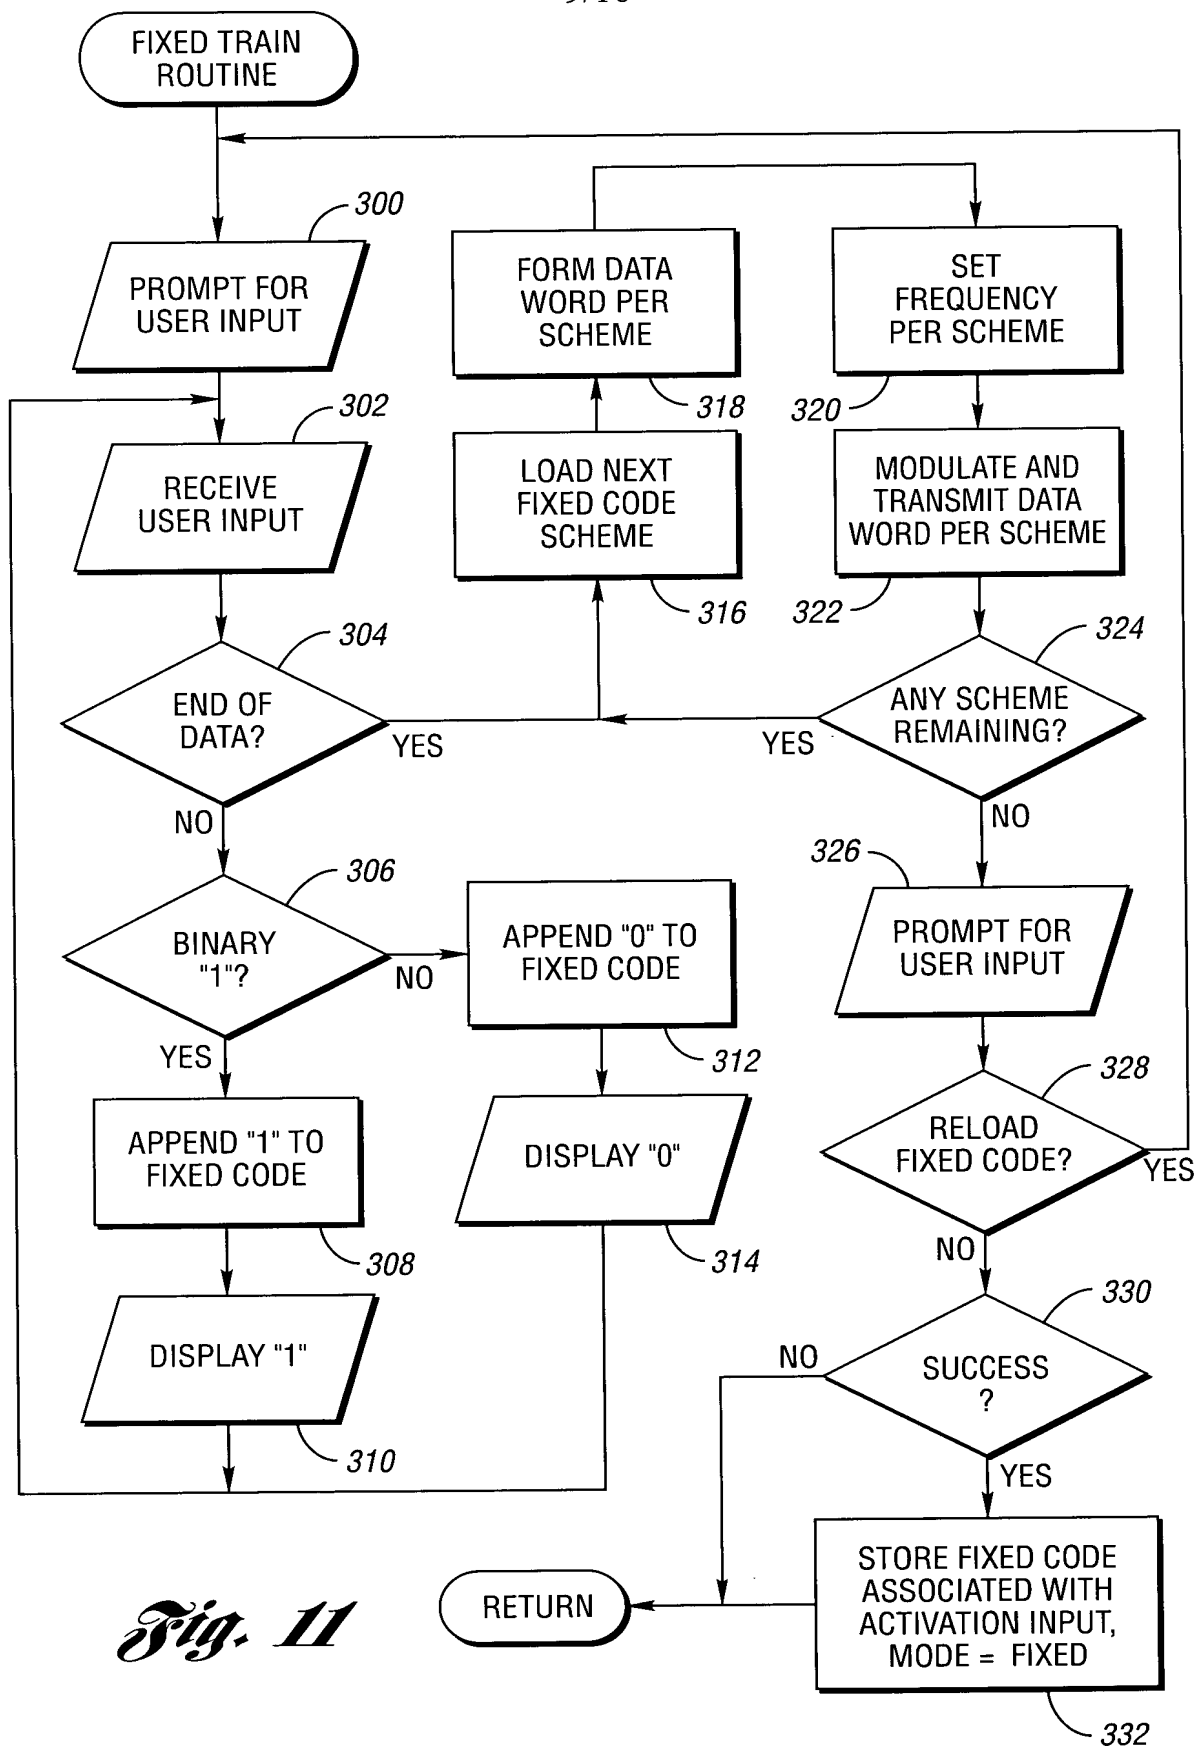 FIXED TRAIN
ROUTINE
300
PROMPT FOR
USER INPUT
302
RECEIVE
USER INPUT
304
END OF
DATA?
YES
NO
306
BINARY
"1"?
NO
YES
APPEND "1" TO
FIXED CODE
308
DISPLAY "1"
310
APPEND "0" TO
FIXED CODE
312
DISPLAY "0"
314
LOAD NEXT
FIXED CODE
SCHEME
316
FORM DATA
WORD PER
SCHEME
318
SET
FREQUENCY
PER SCHEME
320
MODULATE AND
TRANSMIT DATA
WORD PER SCHEME
322
324
ANY SCHEME
REMAINING?
YES
NO
326
PROMPT FOR
USER INPUT
328
RELOAD
FIXED CODE?
YES
NO
330
SUCCESS
?
NO
YES
STORE FIXED CODE
ASSOCIATED WITH
ACTIVATION INPUT,
MODE = FIXED
332
RETURN
Fig. 11